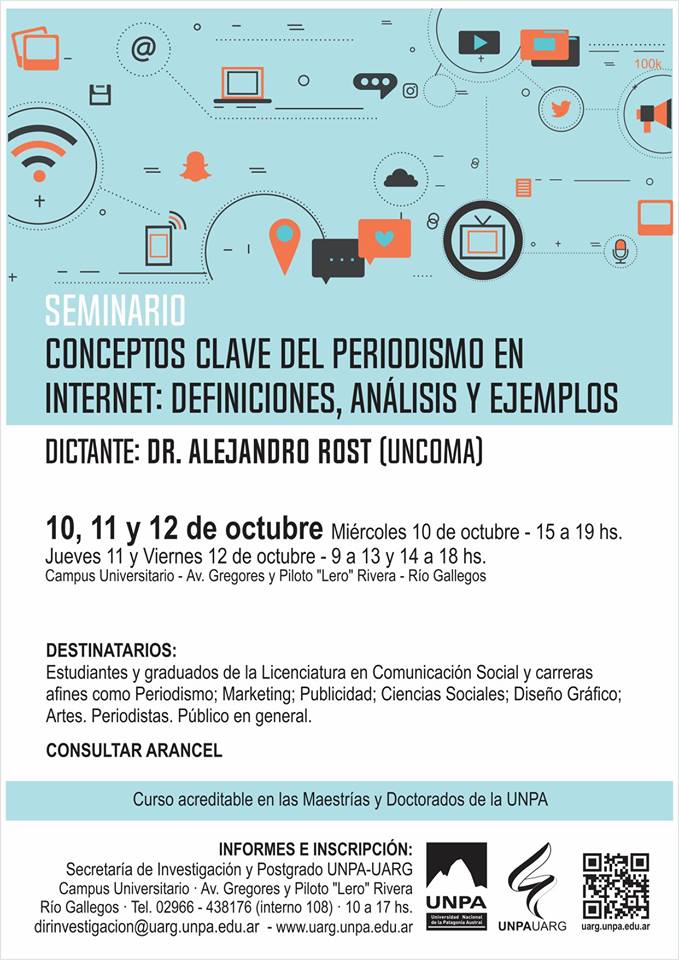 @
100k
SEMINARIO
CONCEPTOS CLAVE DEL PERIODISMO EN
INTERNET: DEFINICIONES, ANÁLISIS Y EJEMPLOS
DICTANTE: DR. ALEJANDRO ROST (UNCOMA)
10, 11 y 12 de octubre Miércoles 10 de octubre - 15 a 19 hs.
Jueves 11 y Viernes 12 de octubre - 9 a 13 y 14 a 18 hs.
Campus Universitario - Av. Gregores y Piloto "Lero" Rivera - Río Gallegos
DESTINATARIOS:
Estudiantes y graduados de la Licenciatura en Comunicación Social y carreras
afines como Periodismo; Marketing; Publicidad; Ciencias Sociales; Diseño Gráfico;
Artes. Periodistas. Público en general.
CONSULTAR ARANCEL
Curso acreditable en las Maestrías y Doctorados de la UNPA
INFORMES E INSCRIPCIÓN:
Secretaría de Investigación y Postgrado UNPA-UARG
Campus Universitario · Av. Gregores y Piloto "Lero" Rivera
Río Gallegos · Tel. 02966 - 438176 (interno 108) · 10 a 17 hs.
dirinvestigacion@uarg.unpa.edu.ar - www.uarg.unpa.edu.ar
UNPA
Universidad Nacional
de la Patagonia Austral
UNPAUARG
uarg.unpa.edu.ar